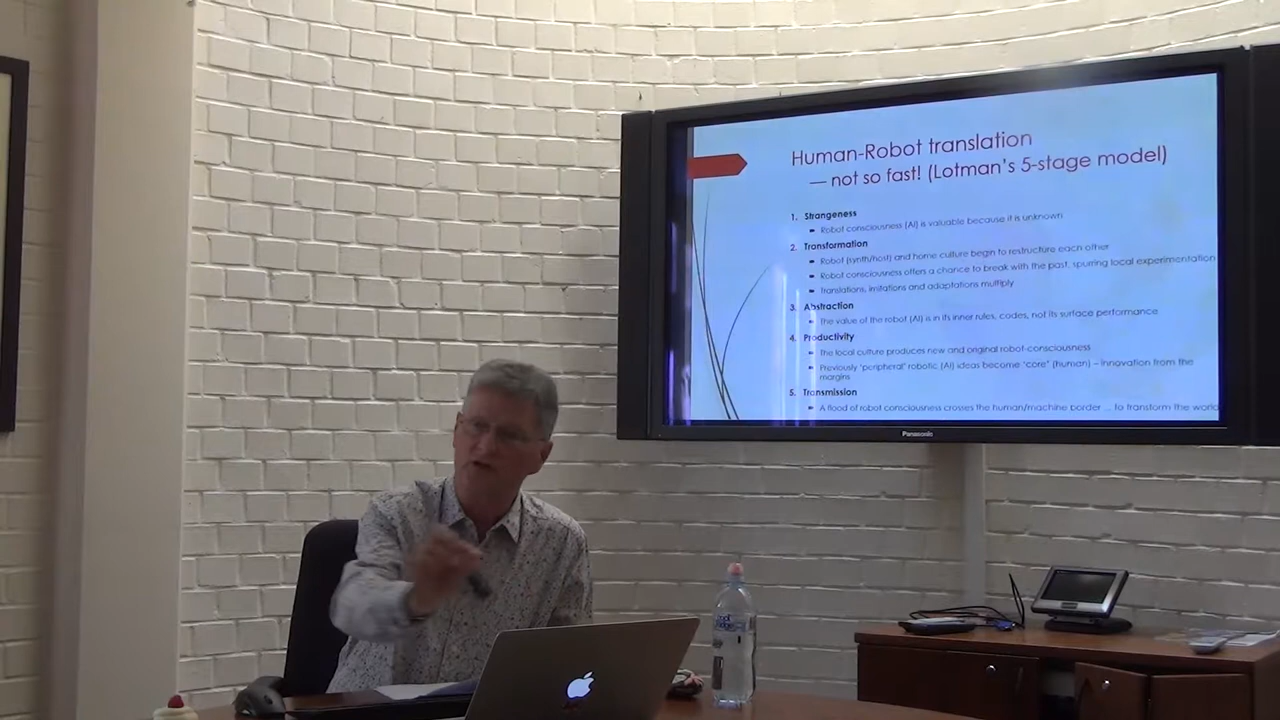 Human-Robot translation
— not so fast! (Lotman's 5-stage model)
1. Strangeness
Robot consciousness (AI) is valuable because it is unknown
2. Transformation
Robot (synth/host) and home culture begin to restructure each other
Robot consciousness offers a chance to break with the past, spurring local experimentation
Translations, imitations and adaptations multiply
3. Abstraction
The value of the robot (AI) is in its inner rules, codes, not its surface performance
4. Productivity
The local culture produces new and original robot-consciousness
Previously 'peripheral' robotic (AI) ideas become "core" (human) – innovation from the
margins
5. Transmission
A flood of robot consciousness crosses the human/machine border … to transform the world
Panasonic